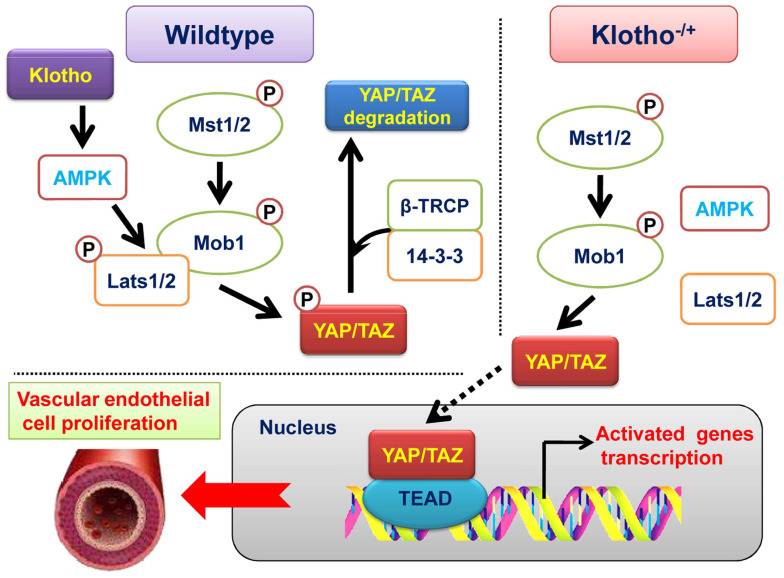 Wildtype
Klotho
P
Mst1/2
YAP/TAZ
degradation
AMPK
P
Mob1
P
Lats1/2
β-TRCP
14-3-3
P
YAP/TAZ
Klotho-/+
P
Mst1/2
AMPK
P
Mob1
Lats1/2
YAP/TAZ
Vascular endothelial
cell proliferation
Nucleus
YAP/TAZ
TEAD
Activated genes
transcription